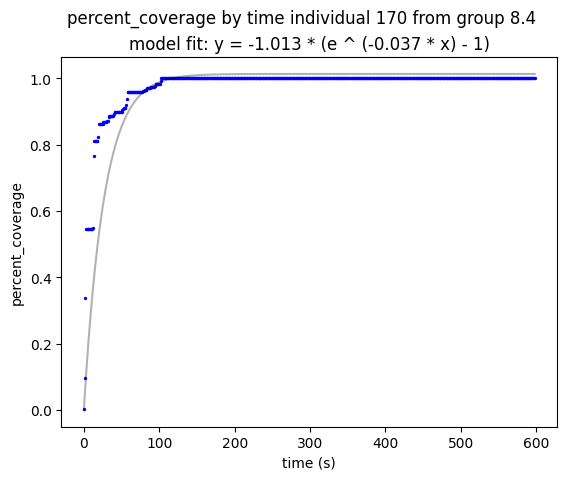 percent_coverage by time individual 170 from group 8.4
model fit: y = -1.013 * (e ^ (-0.037 * x) - 1)
1.0
0.8
0.6
0.4
0.2
0.0
percent_coverage
0 100 200 300 400 500 600
time (s)